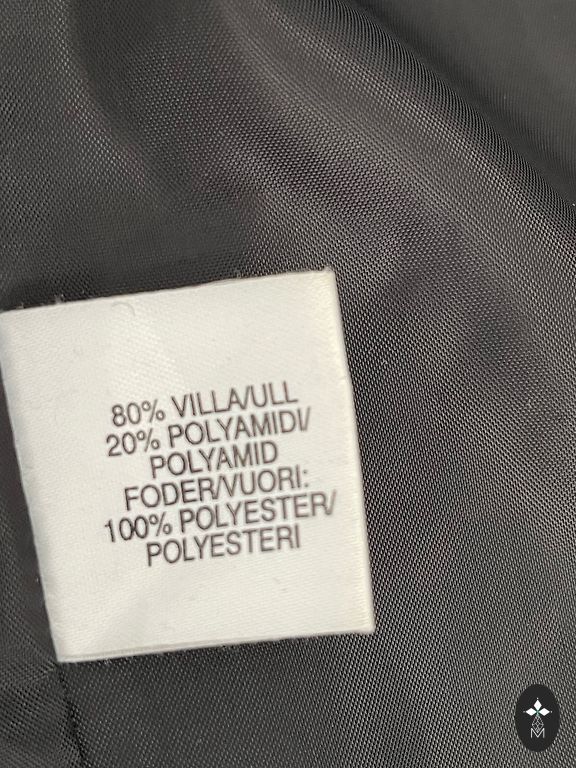 80% VILLA/ULL
20% POLYAMIDI/
POLYAMID
FODER/VUORI:
100% POLYESTER/
POLYESTERI